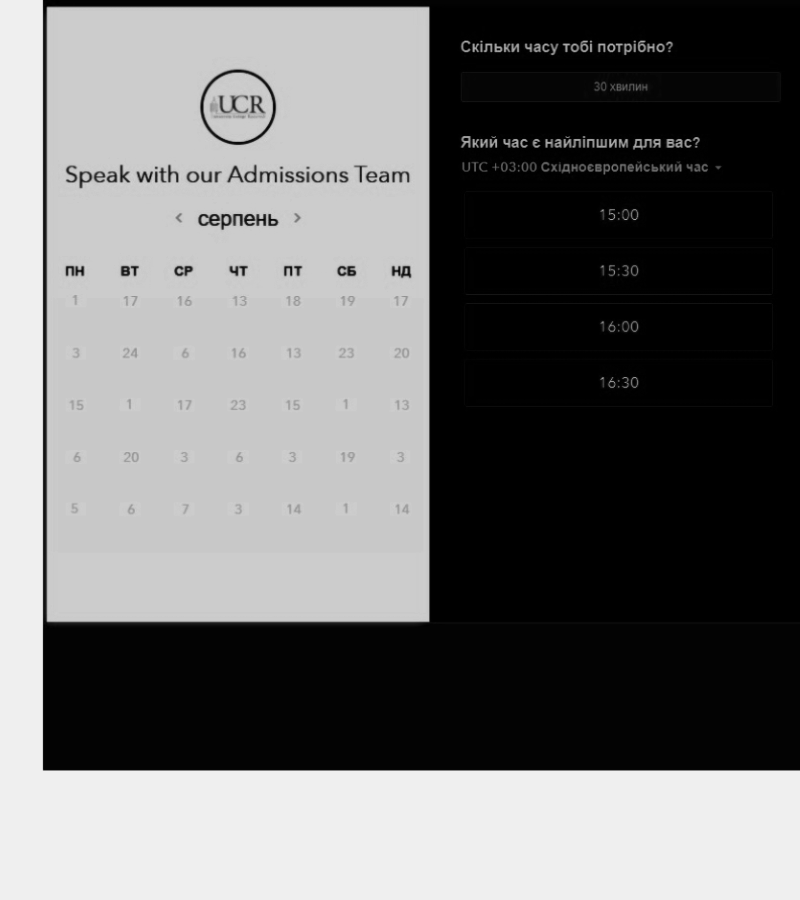 UCR
Speak with our Admissions Team
< серпень >
ПН ВТ СР ЧТ ПТ СБ НД
1 17 16 13 18 19 17
3 24 6 16 13 23 20
15 1 17 23 15 1 13
6 20 3 6 3 19 3
5 6 7 3 14 1 14
Скільки часу тобі потрібно?
30 хвилин
Який час є найліпшим для вас?
UTC +03:00 Східноєвропейський час
15:00
15:30
16:00
16:30